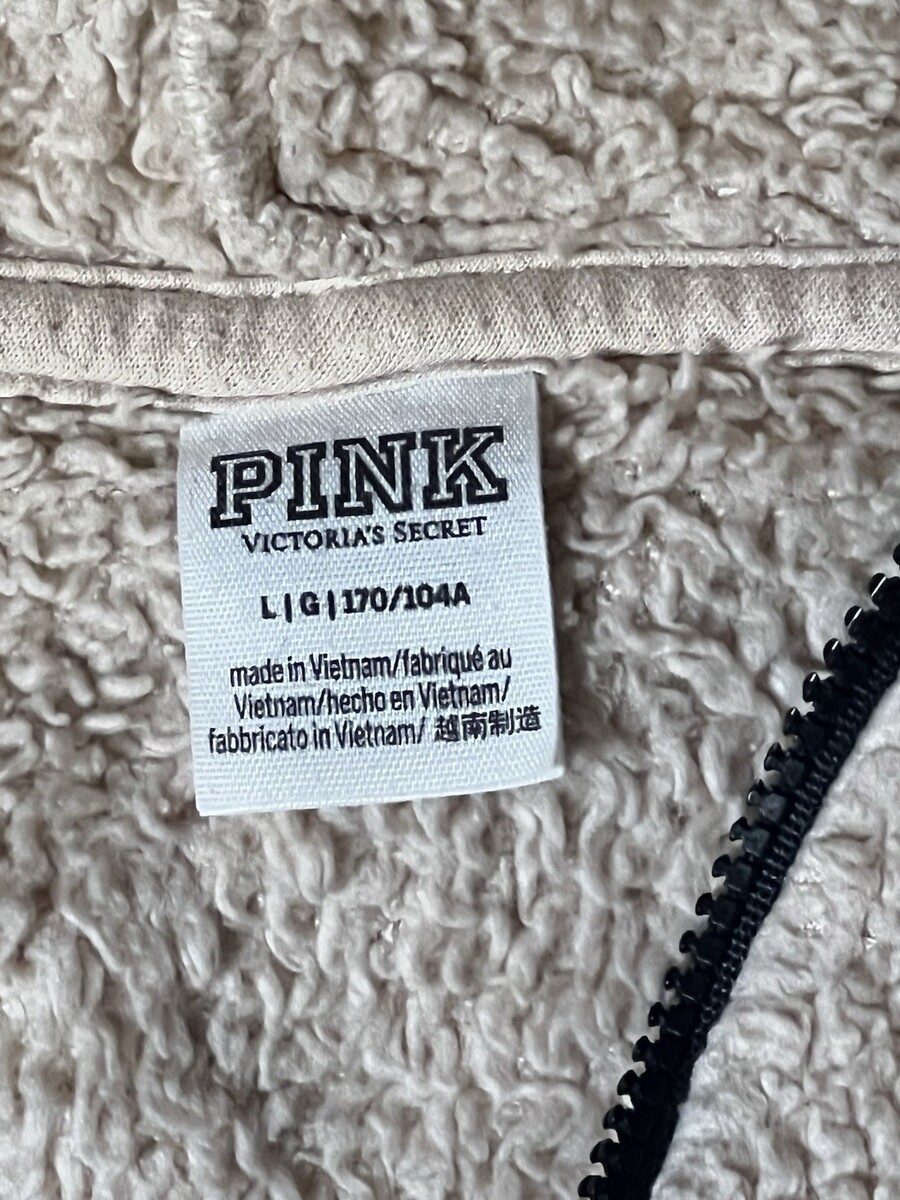 PINK
VICTORIA'S SECRET
L | G | 170/104A
made in Vietnam/fabriqué au
Vietnam/hecho en Vietnam/
fabbricato in Vietnam/ 越南制造